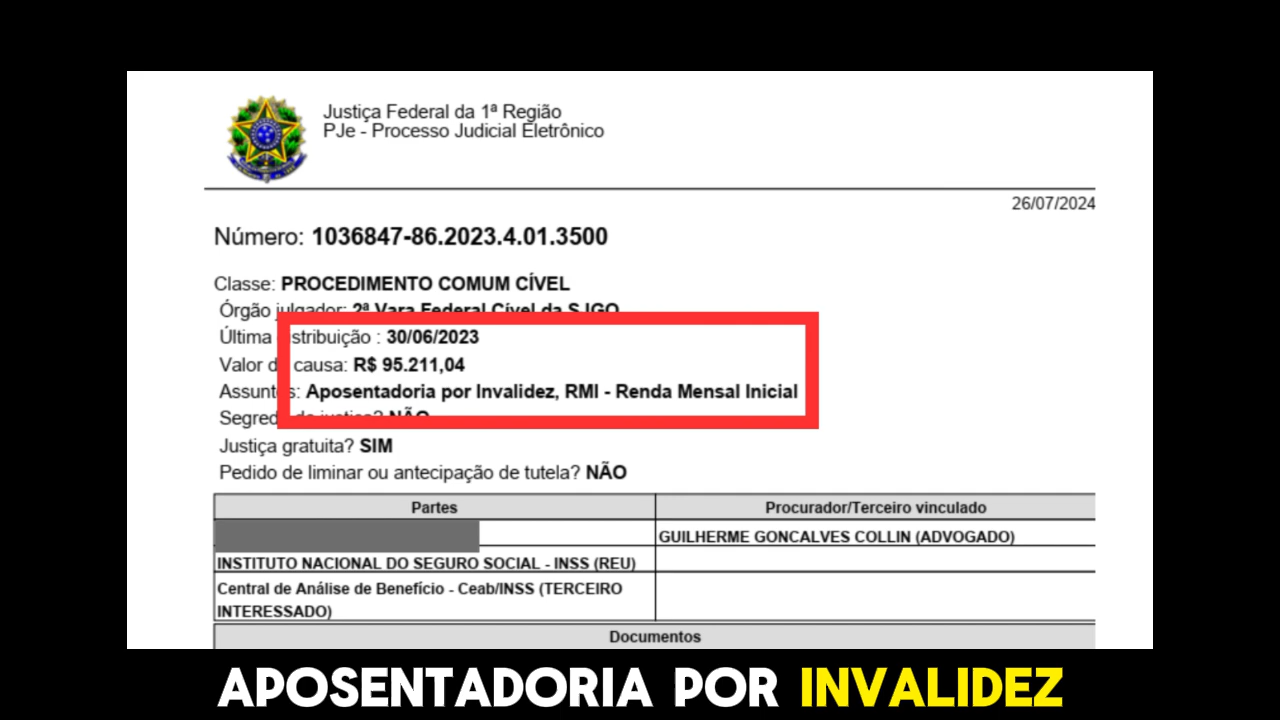 Justiça Federal da 1ª Região
PJe - Processo Judicial Eletrônico
26/07/2024
Número: 1036847-86.2023.4.01.3500
Classe: PROCEDIMENTO COMUM CÍVEL
Órgão julgador: 2ª Vara Federal Cível da SJGO
Última distribuição : 30/06/2023
Valor da causa: R$ 95.211,04
Assuntos: Aposentadoria por Invalidez, RMI - Renda Mensal Inicial
Segredo de justiça? NÃO
Justiça gratuita? SIM
Pedido de liminar ou antecipação de tutela? NÃO
Partes Procurador/Terceiro vinculado
GUILHERME GONCALVES COLLIN (ADVOGADO)
INSTITUTO NACIONAL DO SEGURO SOCIAL - INSS (REU)
Central de Análise de Benefício - Ceab/INSS (TERCEIRO
INTERESSADO)
Documentos
APOSENTADORIA POR INVALIDEZ